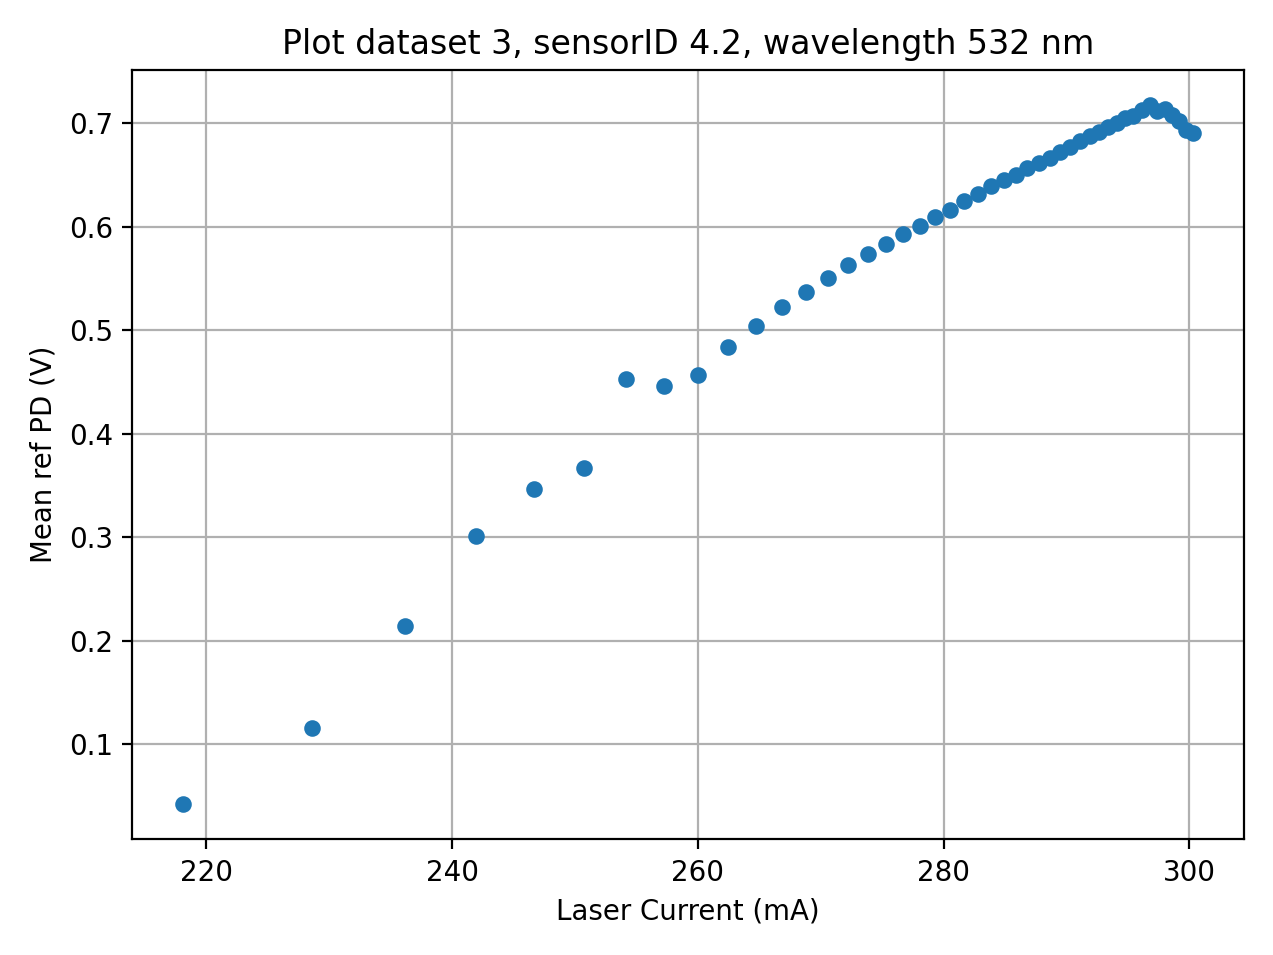 Plot dataset 3, sensorID 4.2, wavelength 532 nm
0.7
0.6
0.5
0.4
0.3
0.2
0.1
Mean ref PD (V)
220 240 260 280 300
Laser Current (mA)